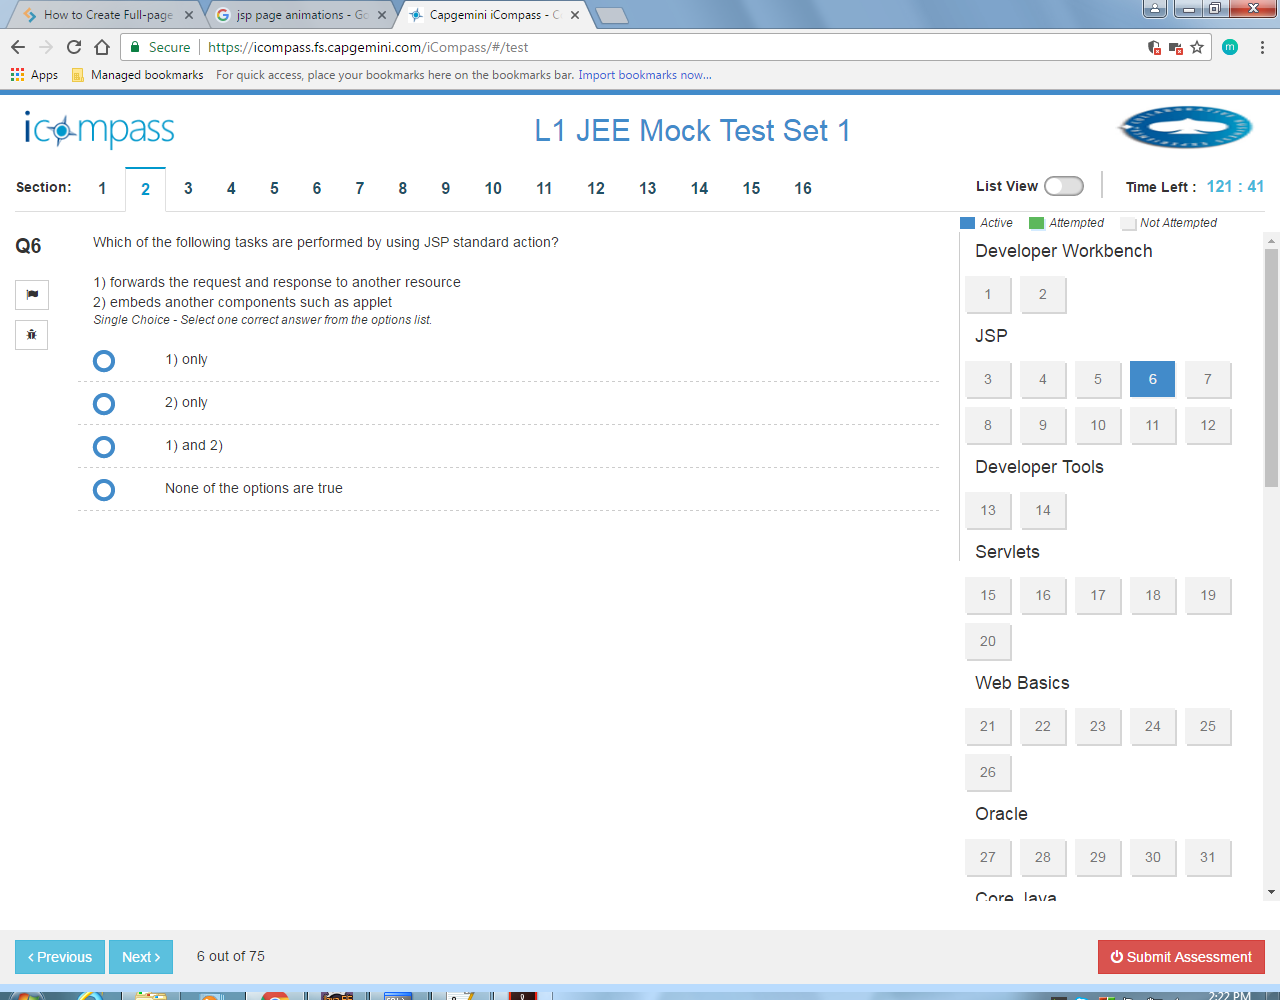 How to Create Full-page
jsp page animations - Go
Capgemini iCompass - C
Secure
https://icompass.fs.capgemini.com/iCompass/#/test
m
Apps
Managed bookmarks
For quick access, place your bookmarks here on the bookmarks bar. Import bookmarks now...
icompass
L1 JEE Mock Test Set 1
Section: 1 2 3 4 5 6 7 8 9 10 11 12 13 14 15 16
List View
Time Left : 121 : 41
Active Attempted Not Attempted
Q6
Which of the following tasks are performed by using JSP standard action?
1) forwards the request and response to another resource
2) embeds another components such as applet
Single Choice - Select one correct answer from the options list.
1) only
2) only
1) and 2)
None of the options are true
Developer Workbench
1 2
JSP
3 4 5 6 7
8 9 10 11 12
Developer Tools
13 14
Servlets
15 16 17 18 19
20
Web Basics
21 22 23 24 25
26
Oracle
27 28 29 30 31
Core Java
‹ Previous
Next ›
6 out of 75
Submit Assessment
2:22 PM